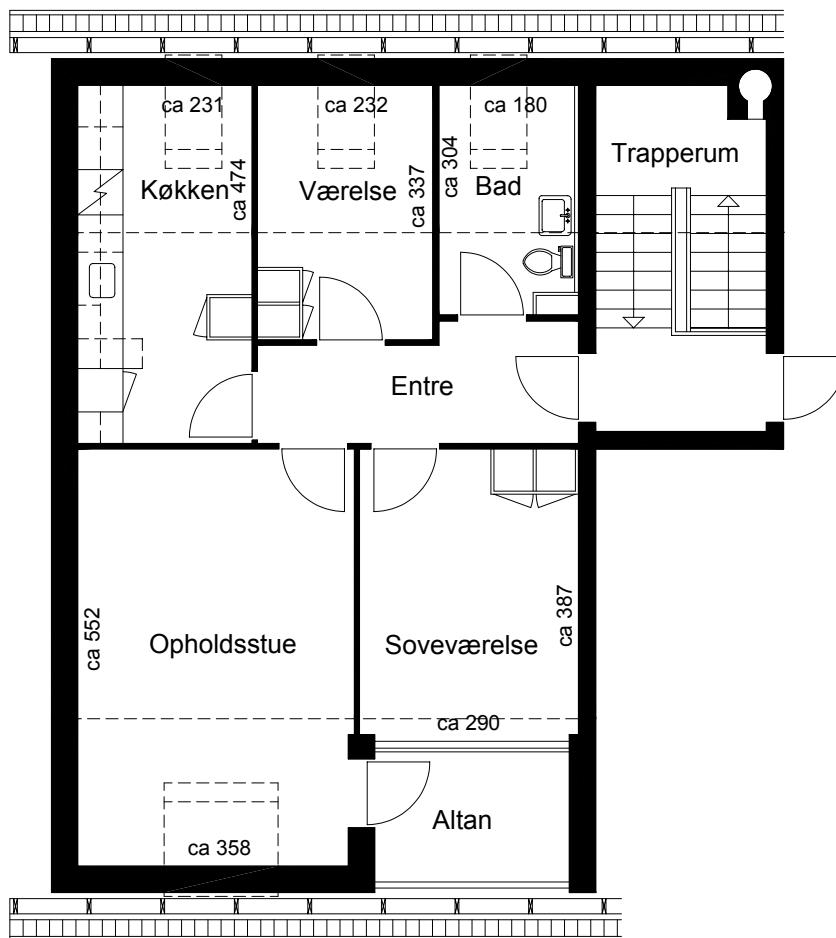 ca 231
ca 232
ca 180
Trapperum
Køkken
ca 474
Værelse
ca 337
ca 304
Bad
Entre
ca 552
Opholdsstue
Soveværelse
ca 387
ca 290
Altan
ca 358